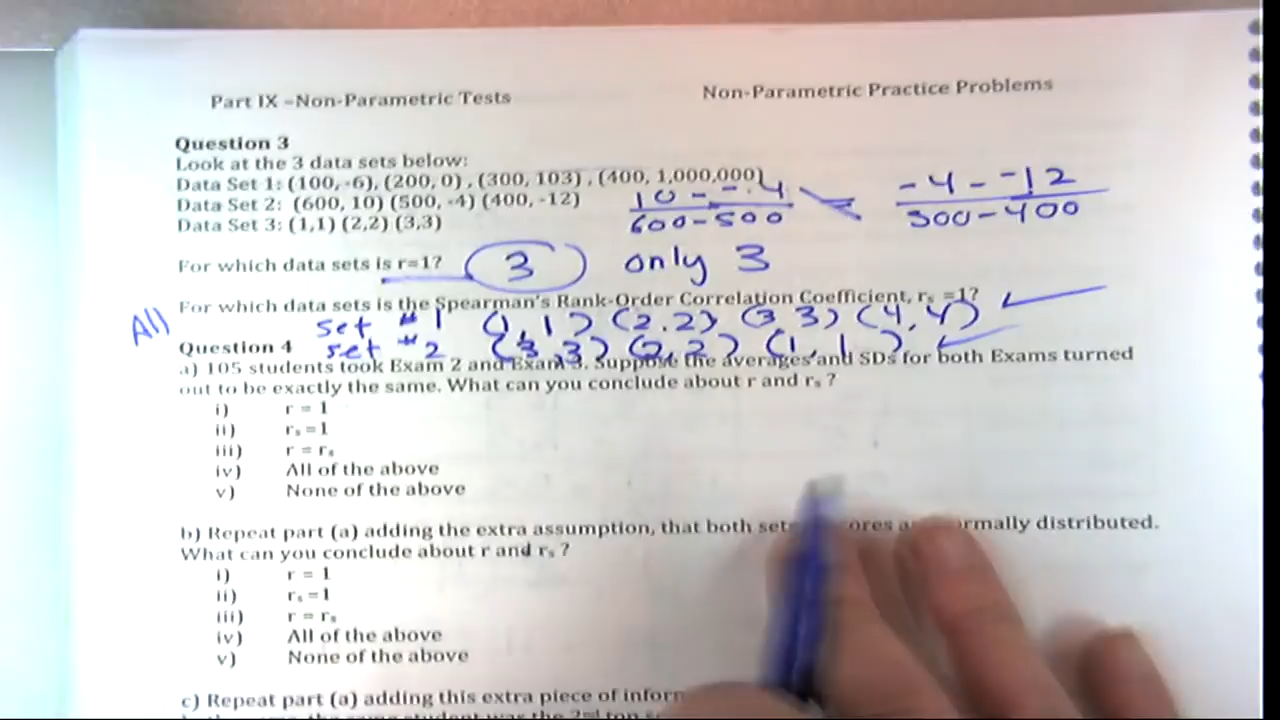 Part IX –Non-Parametric Tests Non-Parametric Practice Problems
Question 3
Look at the 3 data sets below:
Data Set 1: (100, -6), (200, 0) , (300, 103) , (400, 1,000,000)
Data Set 2: (600, 10) (500, -4) (400, -12)
Data Set 3: (1,1) (2,2) (3,3)
10 - -4 = -4 - -12
600-500 300-400
For which data sets is r=1? 3 only 3
For which data sets is the Spearman's Rank-Order Correlation Coefficient, rₛ =1?
All set #1 (1,1) (2,2) (3,3) (4,4)
set #2 (3,3) (2,2) (1,1)
Question 4
a) 105 students took Exam 2 and Exam 3. Suppose the averages and SDs for both Exams turned
out to be exactly the same. What can you conclude about r and rₛ ?
i) r = 1
ii) rₛ =1
iii) r = rₛ
iv) All of the above
v) None of the above
b) Repeat part (a) adding the extra assumption, that both distributed.
What can you conclude about r and rₛ ?
i) r = 1
ii) rₛ =1
iii) r = rₛ
iv) All of the above
v) None of the above
c) Repeat part (a) adding this extra piece of